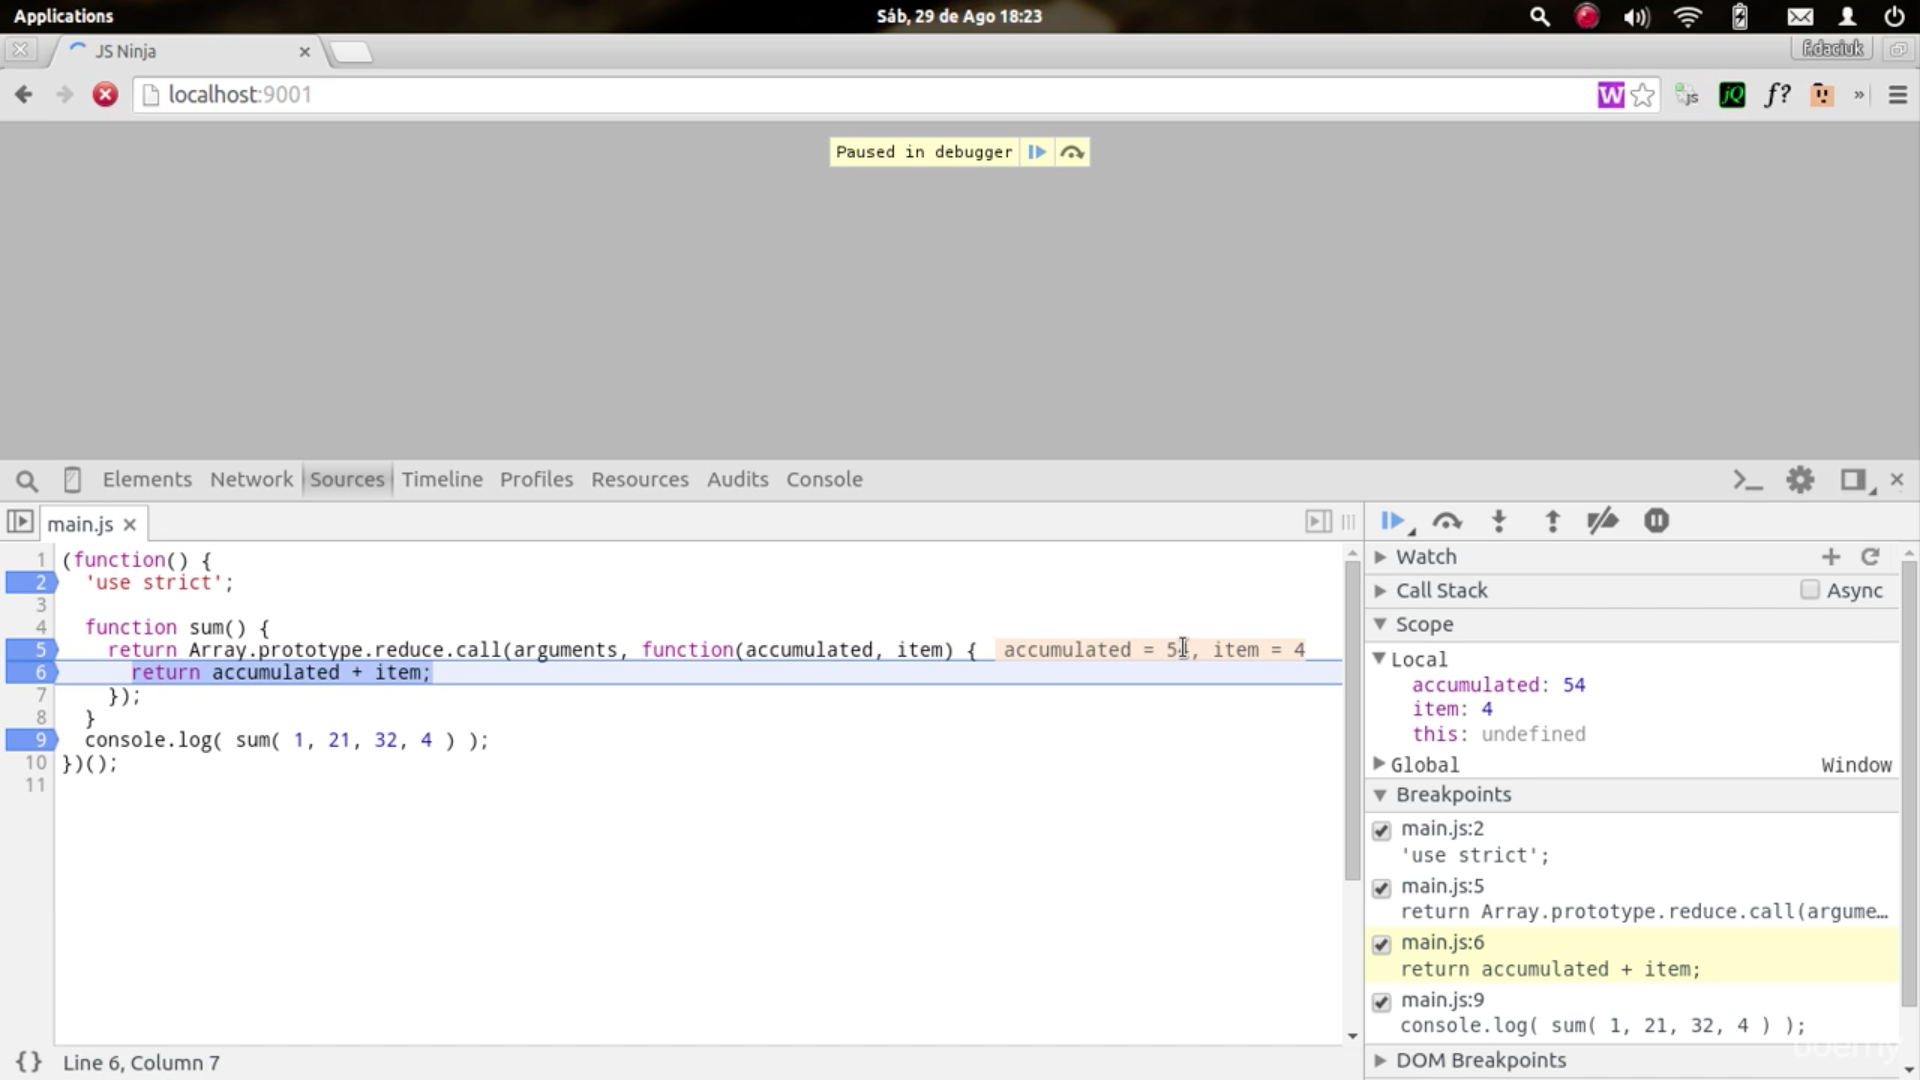 Applications
Sáb, 29 de Ago 18:23
JS Ninja
f.daciuk
localhost:9001
W
js
jQ
f?
»
Paused in debugger
Elements Network Sources Timeline Profiles Resources Audits Console
main.js
1 (function() {
2 'use strict';
3
4 function sum() {
5 return Array.prototype.reduce.call(arguments, function(accumulated, item) { accumulated = 54, item = 4
6 return accumulated + item;
7 });
8 }
9 console.log( sum( 1, 21, 32, 4 ) );
10 })();
11
{} Line 6, Column 7
Watch
Call Stack Async
Scope
Local
accumulated: 54
item: 4
this: undefined
Global Window
Breakpoints
main.js:2
'use strict';
main.js:5
return Array.prototype.reduce.call(argume…
main.js:6
return accumulated + item;
main.js:9
console.log( sum( 1, 21, 32, 4 ) );
DOM Breakpoints
udemy